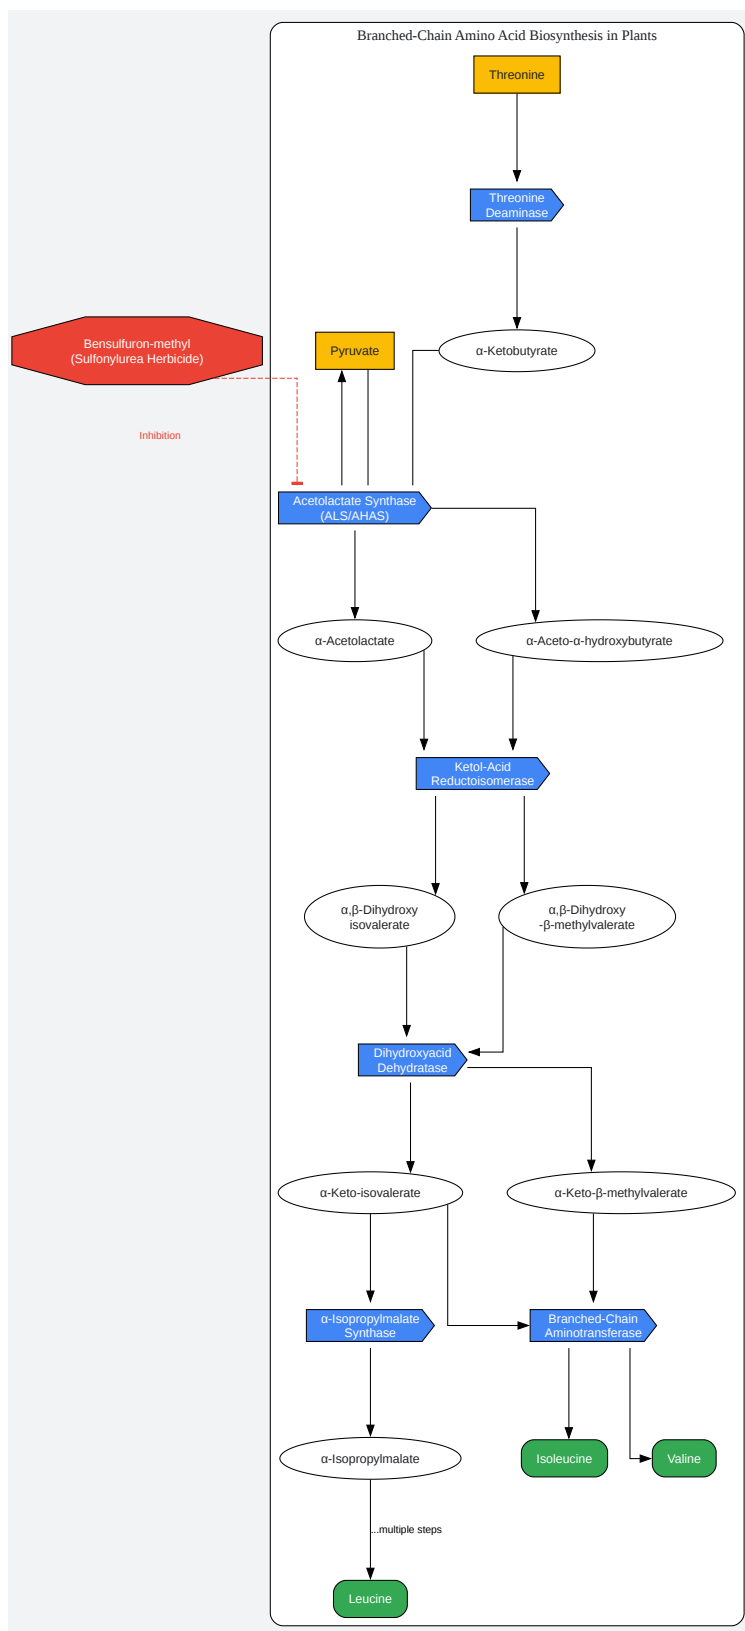 Branched-Chain Amino Acid Biosynthesis in Plants
Threonine
Threonine
Deaminase
Bensulfuron-methyl
(Sulfonylurea Herbicide)
Pyruvate
α-Ketobutyrate
Inhibition
Acetolactate Synthase
(ALS/AHAS)
α-Acetolactate
α-Aceto-α-hydroxybutyrate
Ketol-Acid
Reductoisomerase
α,β-Dihydroxy
isovalerate
α,β-Dihydroxy
-β-methylvalerate
Dihydroxyacid
Dehydratase
α-Keto-isovalerate
α-Keto-β-methylvalerate
α-Isopropylmalate
Synthase
Branched-Chain
Aminotransferase
α-Isopropylmalate
Isoleucine
Valine
...multiple steps
Leucine